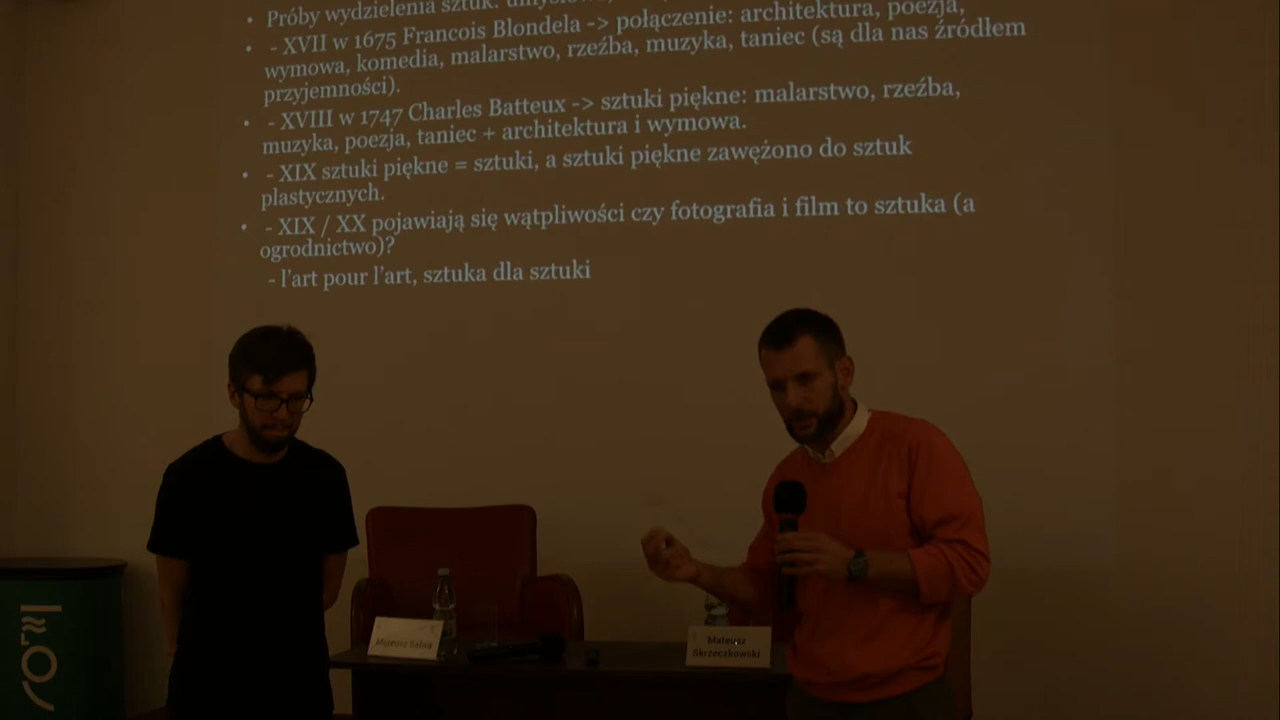 • Próby wydzielenia sztuk: umysłowe
• - XVII w 1675 Francois Blondela -> połączenie: architektura, poezja,
wymowa, komedia, malarstwo, rzeźba, muzyka, taniec (są dla nas źródłem
przyjemności).
• - XVIII w 1747 Charles Batteux -> sztuki piękne: malarstwo, rzeźba,
muzyka, poezja, taniec + architektura i wymowa.
• - XIX sztuki piękne = sztuki, a sztuki piękne zawężono do sztuk
plastycznych.
• - XIX / XX pojawiają się wątpliwości czy fotografia i film to sztuka (a
ogrodnictwo)?
- l'art pour l'art, sztuka dla sztuki
Mateusz Salwa
Mateusz
Skrzeczkowski